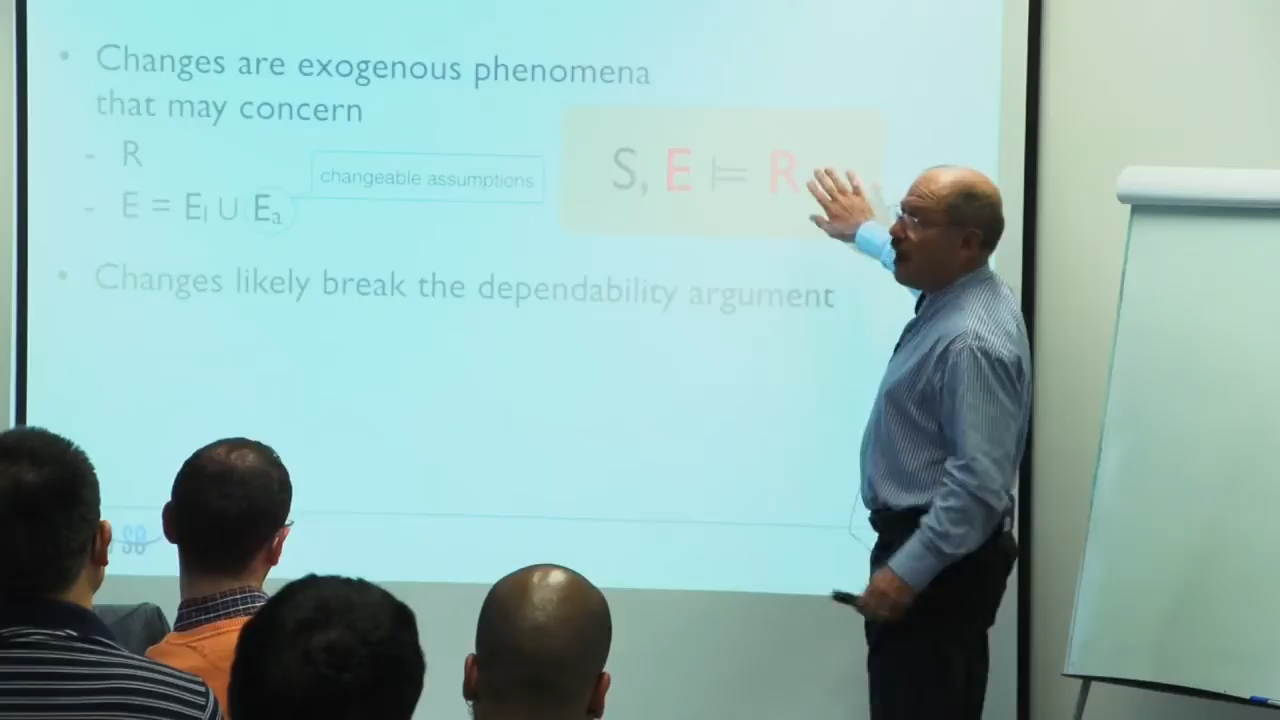 • Changes are exogenous phenomena
that may concern
- R
- E = El ∪ Ea
changeable assumptions
S, E ⊨ R
• Changes likely break the dependability argument